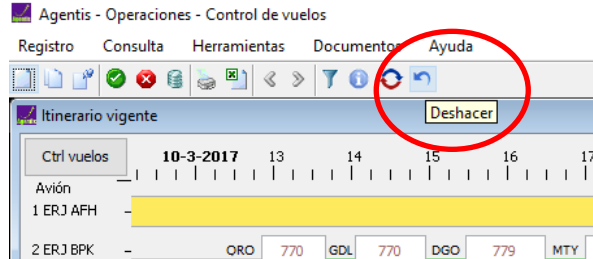 Agentis - Operaciones - Control de vuelos
Registro Consulta Herramientas Documentos Ayuda
Deshacer
Itinerario vigente
Ctrl vuelos 10-3-2017 13 14 15 16 17
Avión
1 ERJ AFH
2 ERJ BPK QRO 770 GDL 770 DGO 779 MTY